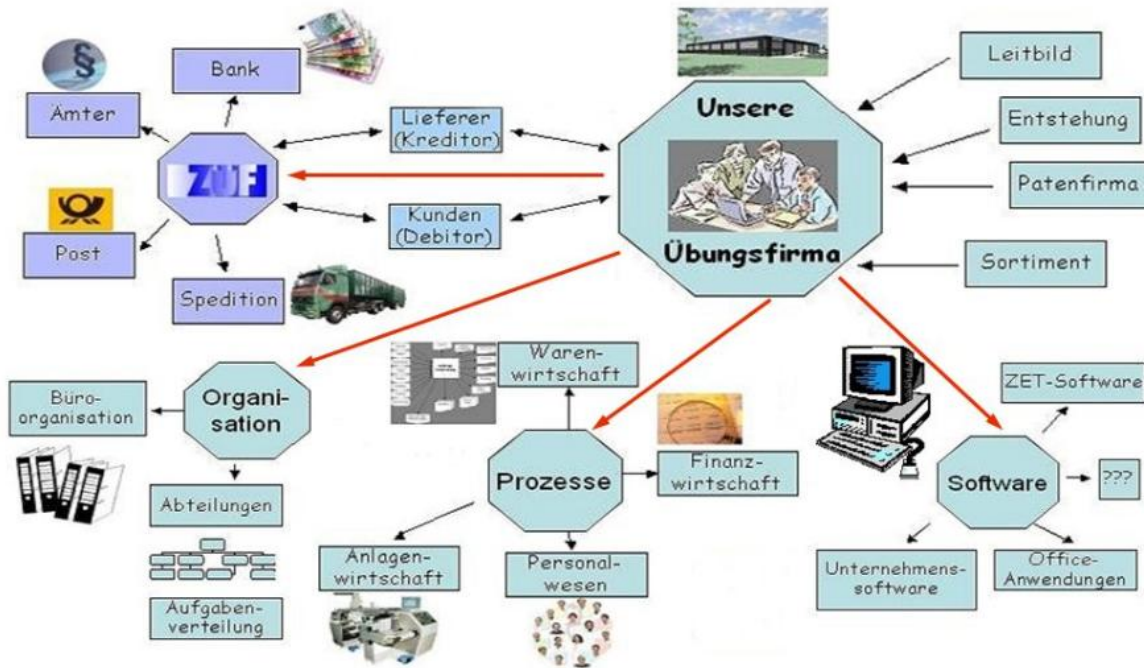 Bank
Ämter
ZÜF
Post
Spedition
Lieferer
(Kreditor)
Kunden
(Debitor)
Unsere
Übungsfirma
Leitbild
Entstehung
Patenfirma
Sortiment
Organi-
sation
Büro-
organisation
Abteilungen
Aufgaben-
verteilung
Waren-
wirtschaft
Prozesse
Finanz-
wirtschaft
Anlagen-
wirtschaft
Personal-
wesen
Software
ZET-Software
???
Unternehmens-
software
Office-
Anwendungen